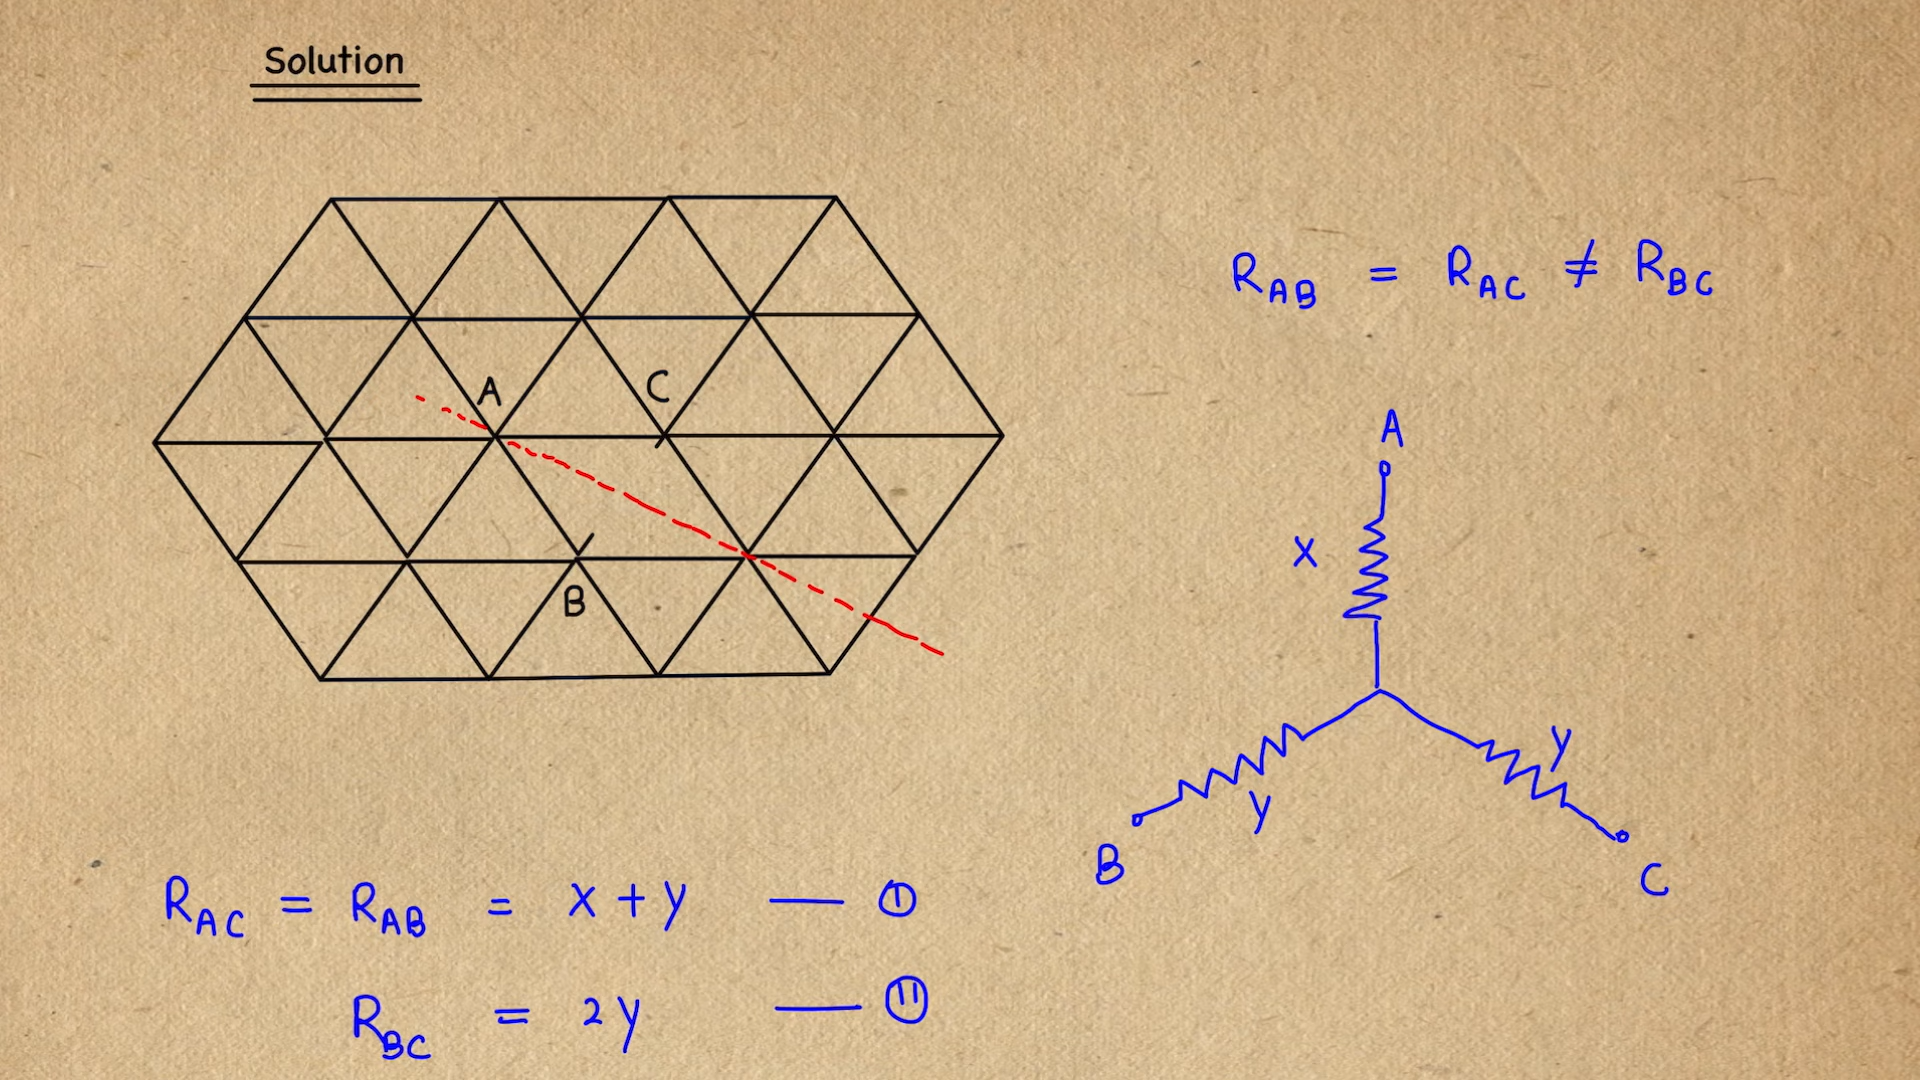 Solution
R_AB = R_AC ≠ R_BC
A
C
B
A
X
Y
Y
B
C
R_AC = R_AB = X + Y — ①
R_BC = 2Y — ⑪